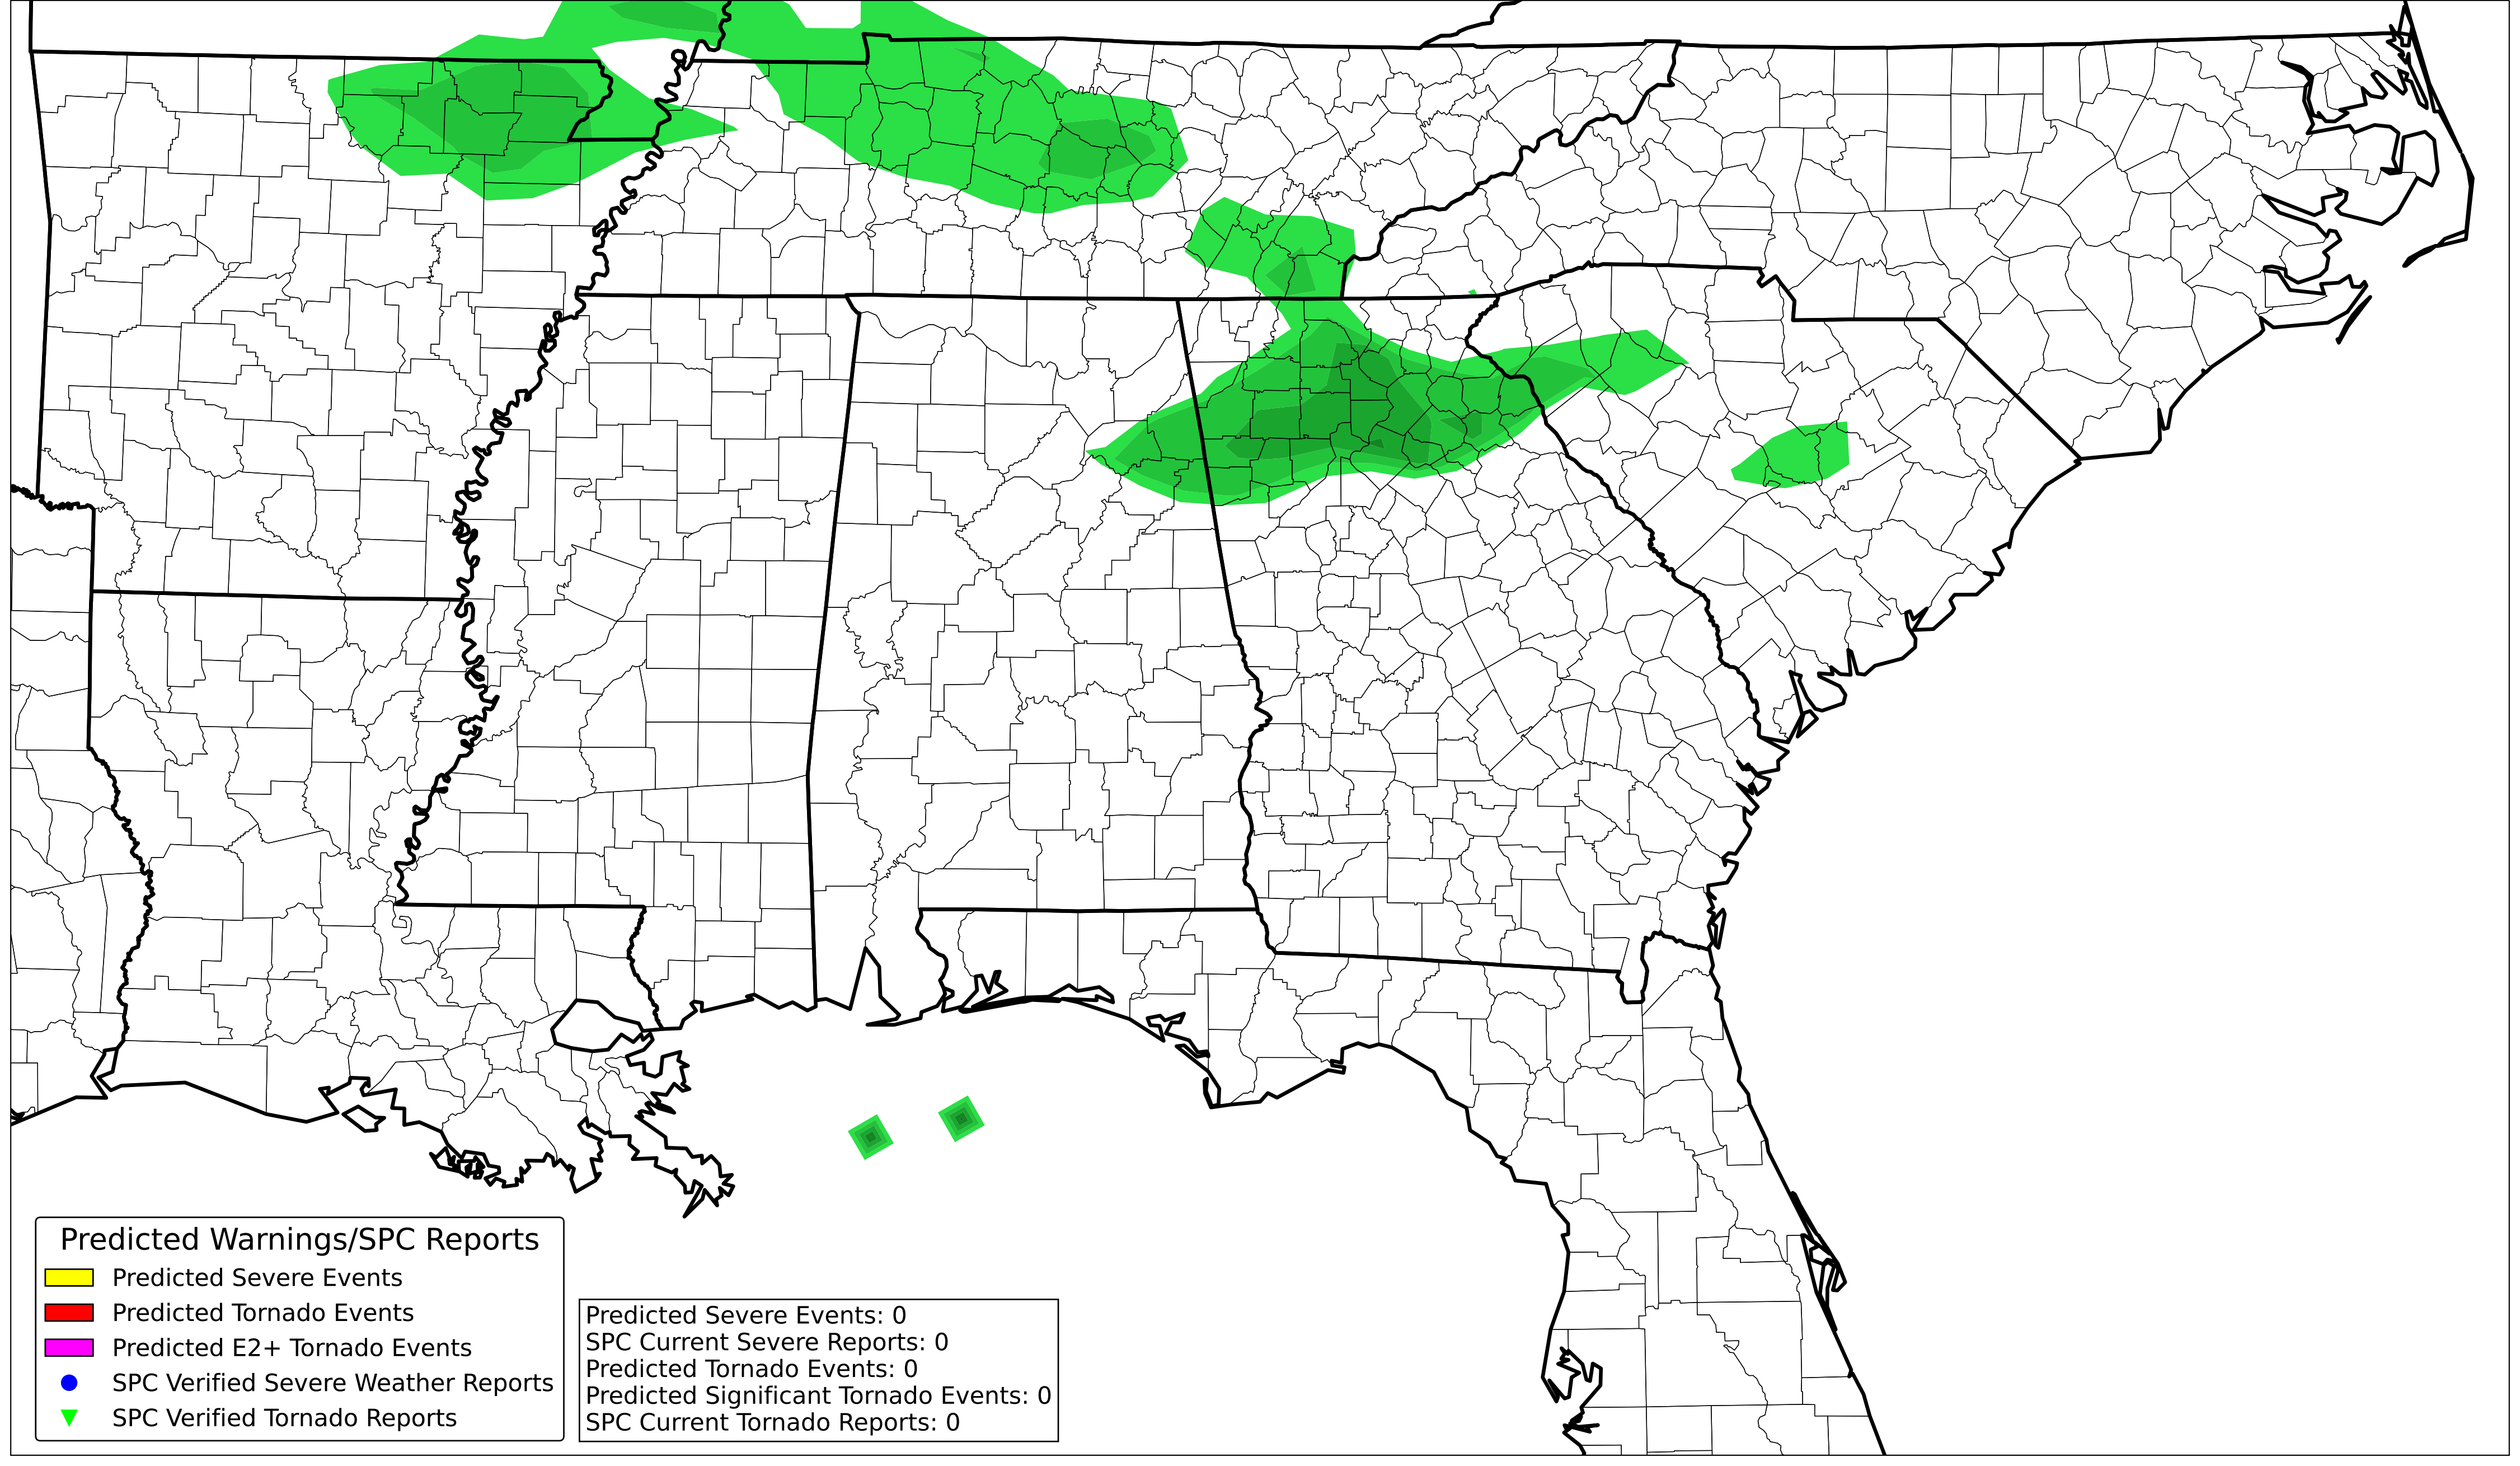 Predicted Warnings/SPC Reports
Predicted Severe Events
Predicted Tornado Events
Predicted E2+ Tornado Events
SPC Verified Severe Weather Reports
SPC Verified Tornado Reports
Predicted Severe Events: 0
SPC Current Severe Reports: 0
Predicted Tornado Events: 0
Predicted Significant Tornado Events: 0
SPC Current Tornado Reports: 0